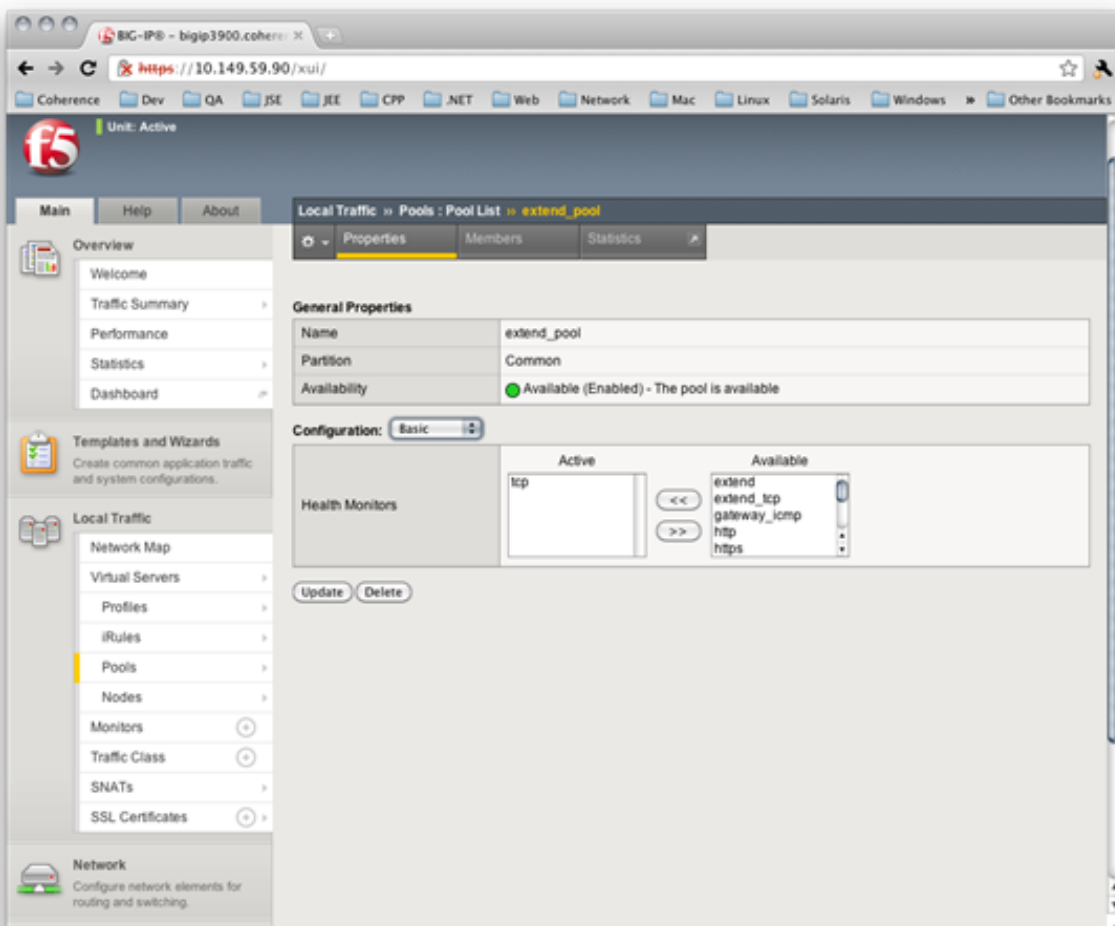 BIG-IP® - bigip3900.coherer
https://10.149.59.90/xui/
Coherence Dev QA JSE JEE CPP .NET Web Network Mac Linux Solaris Windows » Other Bookmarks
f5
Unit: Active
Main Help About
Local Traffic » Pools : Pool List » extend_pool
Properties Members Statistics
Overview
Welcome
Traffic Summary
Performance
Statistics
Dashboard
Templates and Wizards
Create common application traffic
and system configurations.
Local Traffic
Network Map
Virtual Servers
Profiles
iRules
Pools
Nodes
Monitors
Traffic Class
SNATs
SSL Certificates
Network
Configure network elements for
routing and switching.
General Properties
Name extend_pool
Partition Common
Availability Available (Enabled) - The pool is available
Configuration: Basic
Health Monitors
Active
tcp
<<
>>
Available
extend
extend_tcp
gateway_icmp
http
https
Update Delete